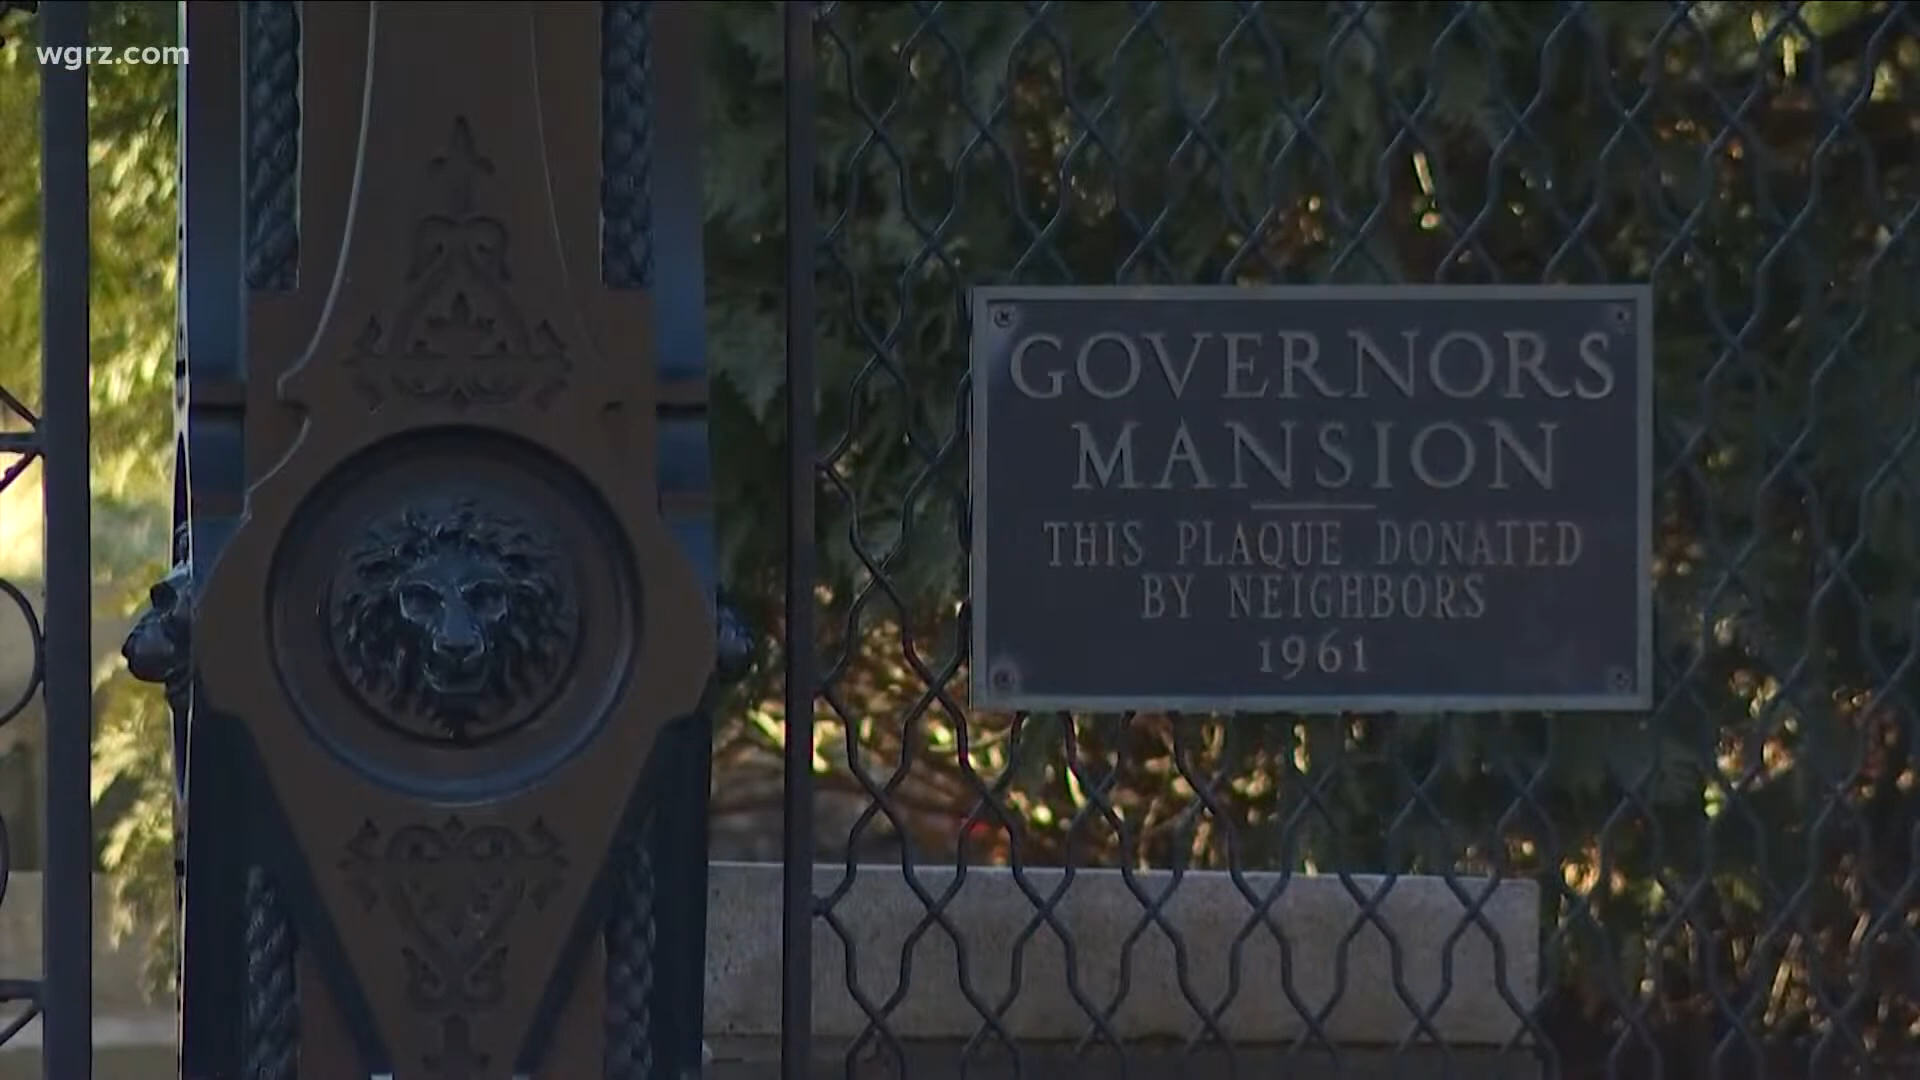 wgrz.com
GOVERNORS
MANSION
THIS PLAQUE DONATED
BY NEIGHBORS
1961